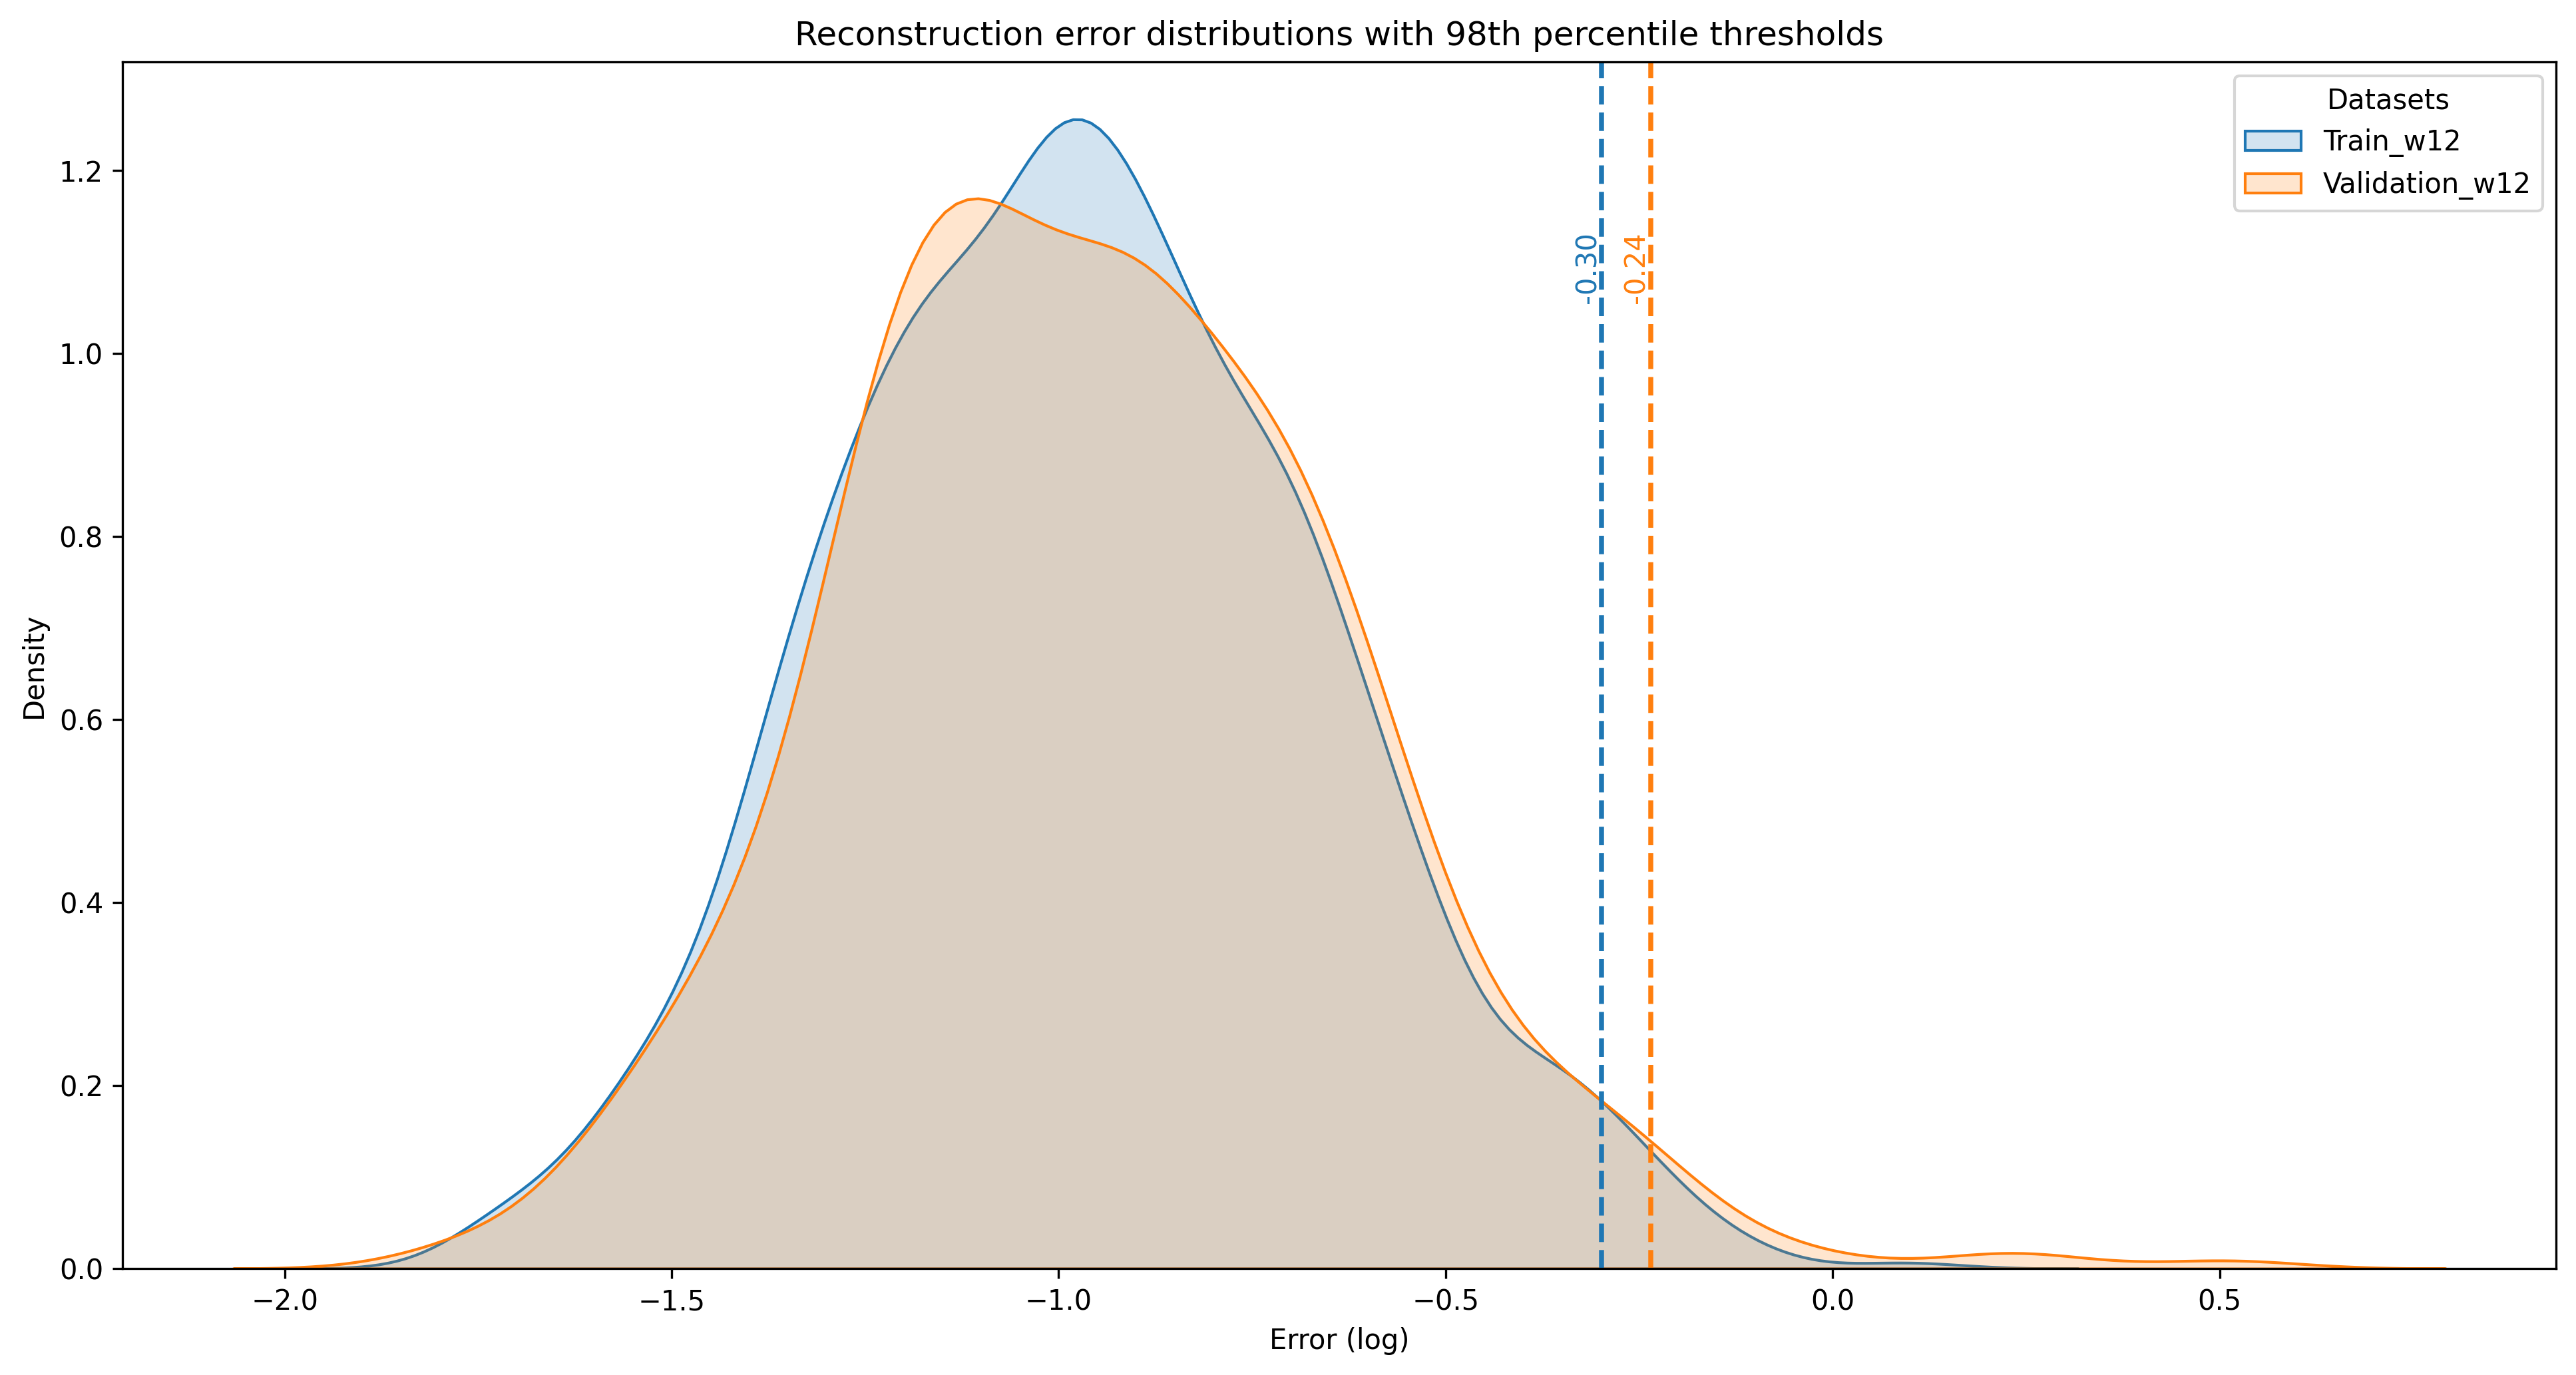 Reconstruction error distributions with 98th percentile thresholds
Datasets
Train_w12
Validation_w12
-0.30
-0.24
1.2
1.0
0.8
0.6
0.4
0.2
0.0
Density
−2.0
−1.5
−1.0
−0.5
0.0
0.5
Error (log)